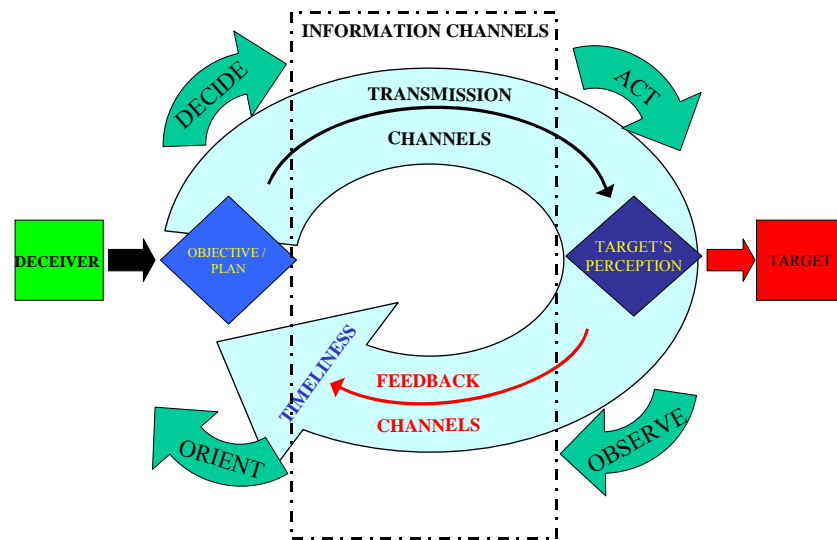 INFORMATION CHANNELS
DECIDE
ACT
TRANSMISSION
CHANNELS
DECEIVER
OBJECTIVE /
PLAN
TARGET'S
PERCEPTION
TARGET
TIMELINESS
FEEDBACK
CHANNELS
ORIENT
OBSERVE